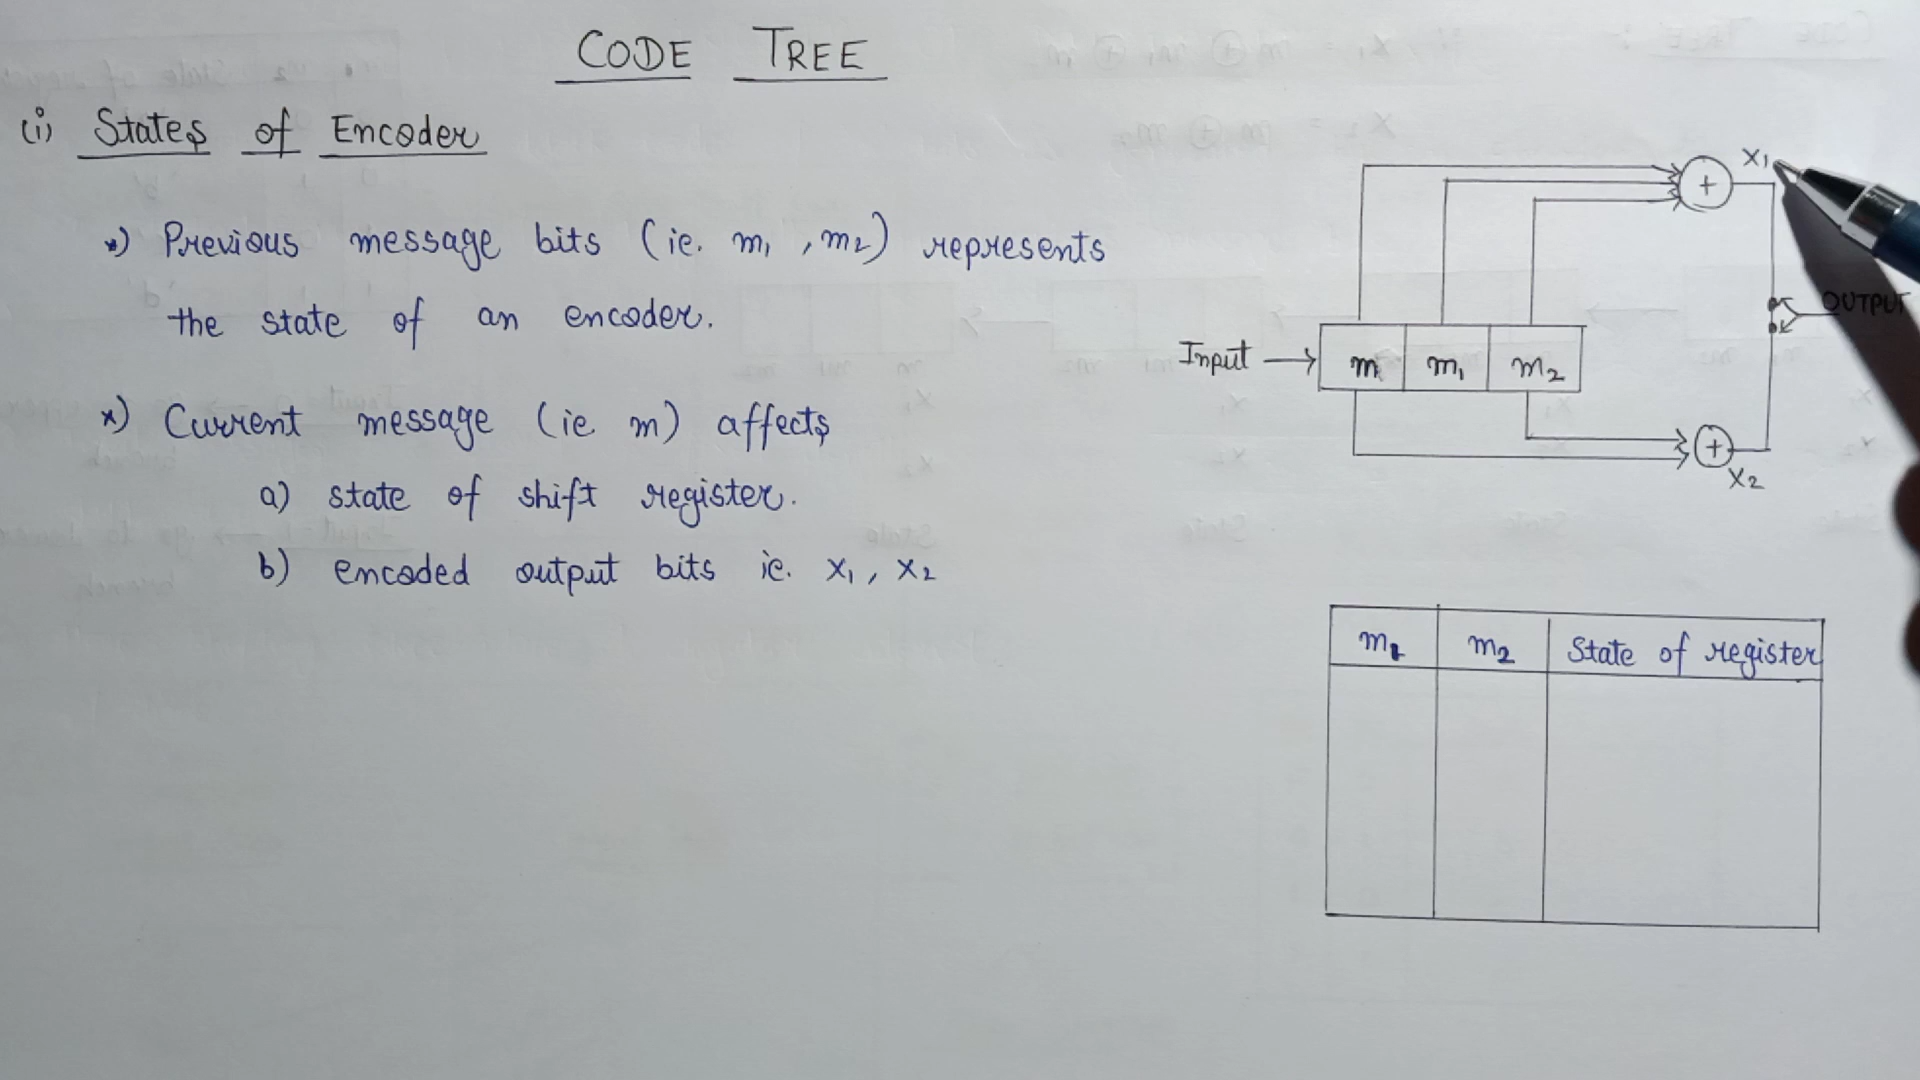 CODE TREE
(i) States of Encoder
*) Previous message bits (ie. m₁ , m₂) represents
the state of an encoder.
*) Current message (ie m) affects
a) state of shift register.
b) encoded output bits ie. x₁ , x₂
x₁
OUTPUT
Input → m m₁ m₂
x₂
m₁ m₂ State of register